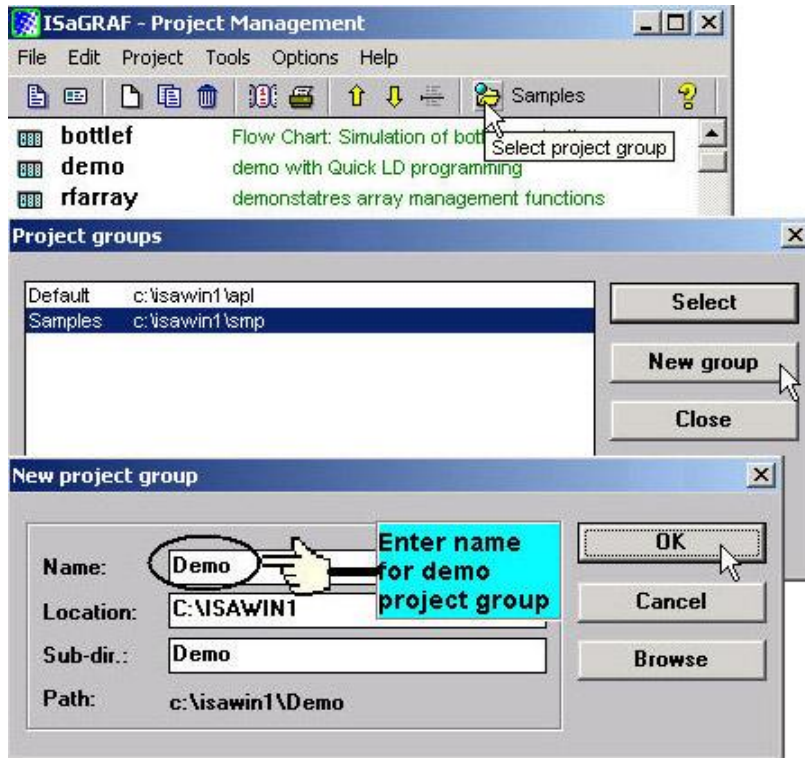 ISaGRAF - Project Management
File Edit Project Tools Options Help
Samples
bottlef Flow Chart: Simulation of
Select project group
demo demo with Quick LD programming
rfarray demonstatres array management functions
Project groups
Default c:\isawin1\apl
Samples c:\isawin1\smp
Select
New group
Close
New project group
Name: Demo
Enter name
for demo
project group
OK
Location: C:\ISAWIN1
Cancel
Sub-dir.: Demo
Browse
Path: c:\isawin1\Demo